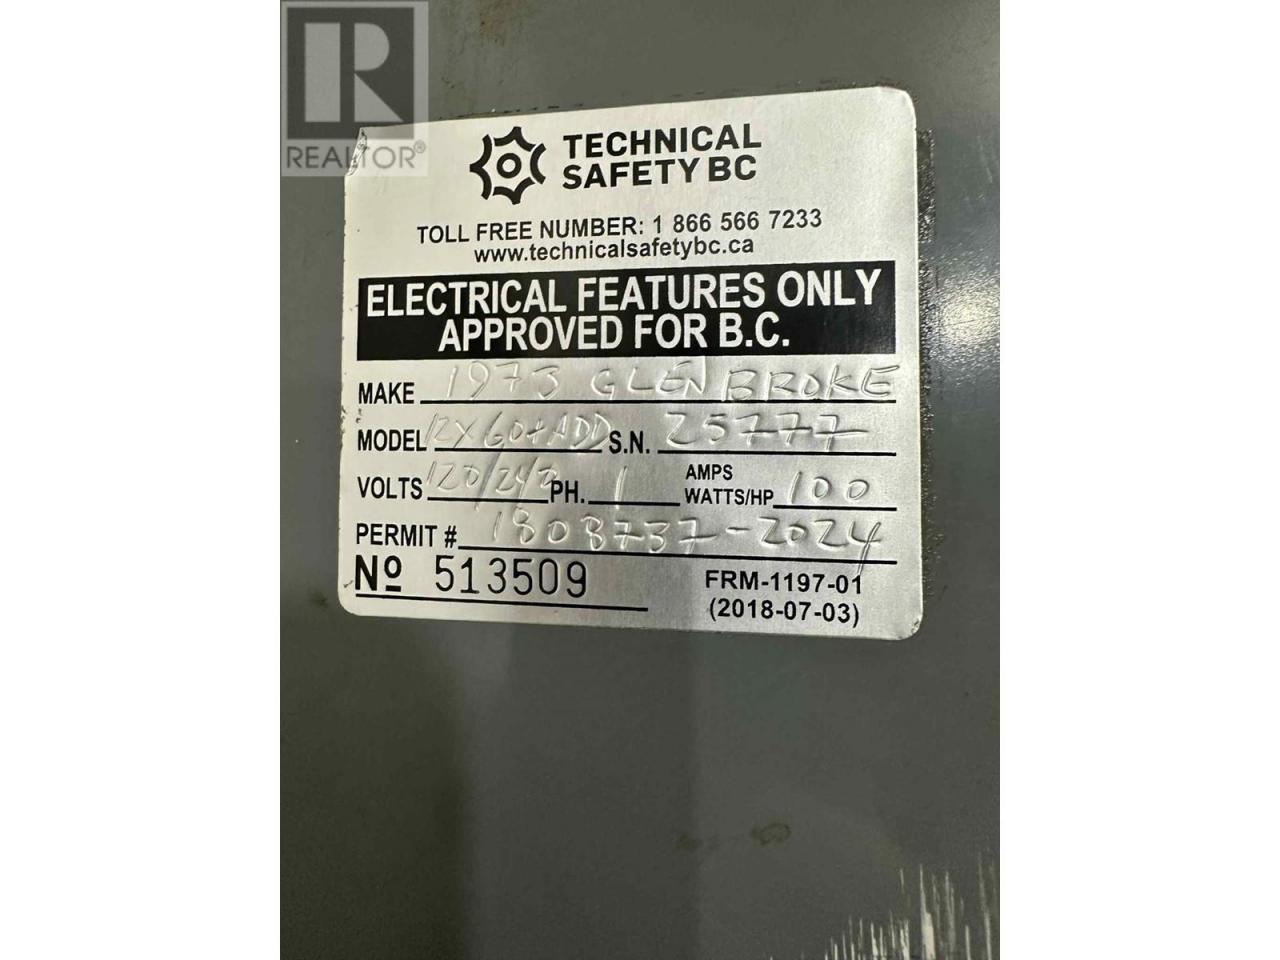 REALTOR®
TECHNICAL
SAFETY BC
TOLL FREE NUMBER: 1 866 566 7233
www.technicalsafetybc.ca
ELECTRICAL FEATURES ONLY
APPROVED FOR B.C.
MAKE 1973 GLEN BROKE
MODEL 12X60+ADD S.N. 25777
VOLTS 120/240 PH. 1 AMPS WATTS/HP 100
PERMIT # 1808737-2024
Nº 513509 FRM-1197-01
(2018-07-03)